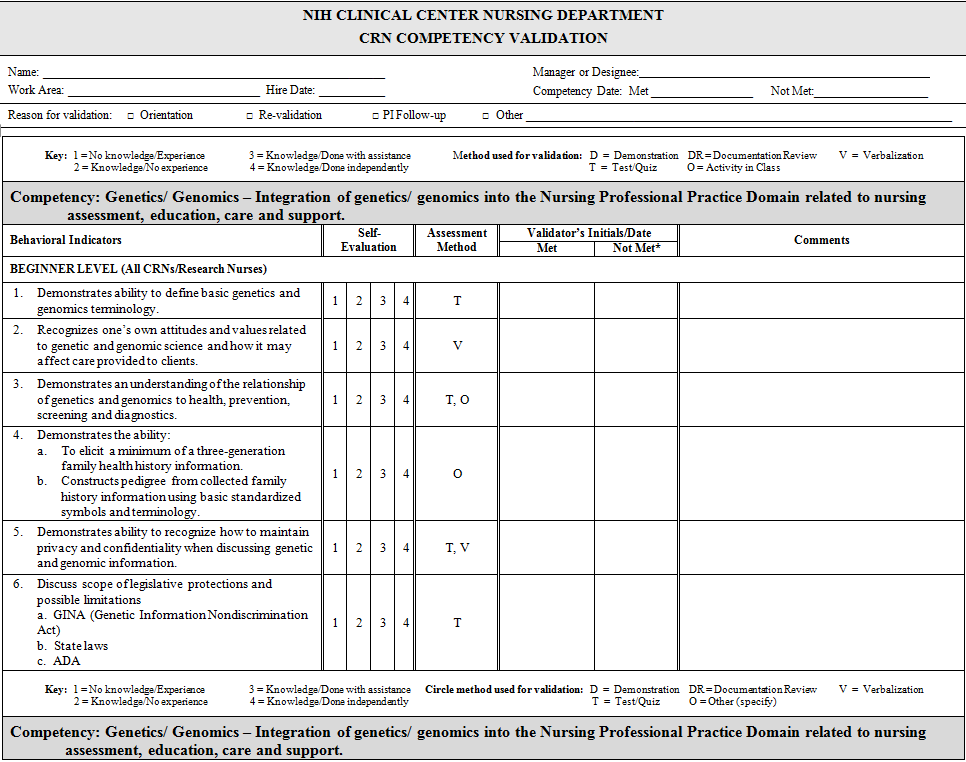 NIH CLINICAL CENTER NURSING DEPARTMENT
CRN COMPETENCY VALIDATION
Name: Manager or Designee:
Work Area: Hire Date: Competency Date: Met Not Met:
Reason for validation: □ Orientation □ Re-validation □ PI Follow-up □ Other
Key: 1 = No knowledge/Experience 3 = Knowledge/Done with assistance Method used for validation: D = Demonstration DR=Documentation Review V = Verbalization
2 = Knowledge/No experience 4 = Knowledge/Done independently T = Test/Quiz O = Activity in Class
Competency: Genetics/ Genomics – Integration of genetics/ genomics into the Nursing Professional Practice Domain related to nursing
assessment, education, care and support.
Behavioral Indicators
Self-
Evaluation
Assessment
Method
Validator's Initials/Date
Met Not Met*
Comments
BEGINNER LEVEL (All CRNs/Research Nurses)
1. Demonstrates ability to define basic genetics and
genomics terminology.
1 2 3 4 T
2. Recognizes one's own attitudes and values related
to genetic and genomic science and how it may
affect care provided to clients.
1 2 3 4 V
3. Demonstrates an understanding of the relationship
of genetics and genomics to health, prevention,
screening and diagnostics.
1 2 3 4 T, O
4. Demonstrates the ability:
a. To elicit a minimum of a three-generation
family health history information.
b. Constructs pedigree from collected family
history information using basic standardized
symbols and terminology.
1 2 3 4 O
5. Demonstrates ability to recognize how to maintain
privacy and confidentiality when discussing genetic
and genomic information.
1 2 3 4 T, V
6. Discuss scope of legislative protections and
possible limitations
a. GINA (Genetic Information Nondiscrimination
Act)
b. State laws
c. ADA
1 2 3 4 T
Key: 1 = No knowledge/Experience 3 = Knowledge/Done with assistance Circle method used for validation: D = Demonstration DR=Documentation Review V = Verbalization
2 = Knowledge/No experience 4 = Knowledge/Done independently T = Test/Quiz O = Other (specify)
Competency: Genetics/ Genomics – Integration of genetics/ genomics into the Nursing Professional Practice Domain related to nursing
assessment, education, care and support.